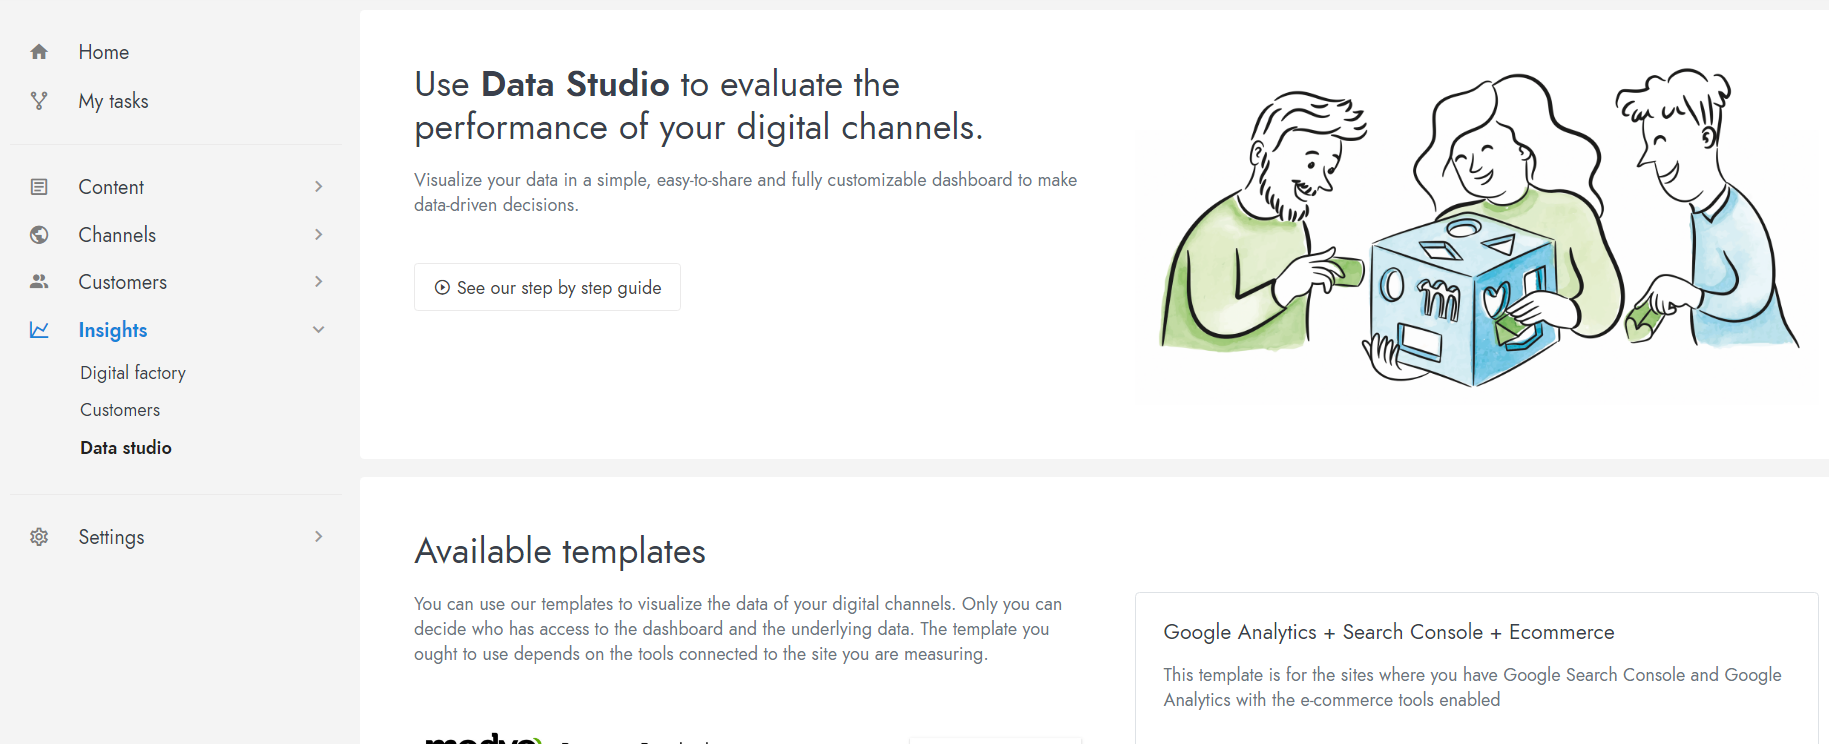 Home
My tasks
Content
Channels
Customers
Insights
Digital factory
Customers
Data studio
Settings
Use Data Studio to evaluate the
performance of your digital channels.
Visualize your data in a simple, easy-to-share and fully customizable dashboard to make
data-driven decisions.
See our step by step guide
m
Available templates
You can use our templates to visualize the data of your digital channels. Only you can
decide who has access to the dashboard and the underlying data. The template you
ought to use depends on the tools connected to the site you are measuring.
Google Analytics + Search Console + Ecommerce
This template is for the sites where you have Google Search Console and Google
Analytics with the e-commerce tools enabled